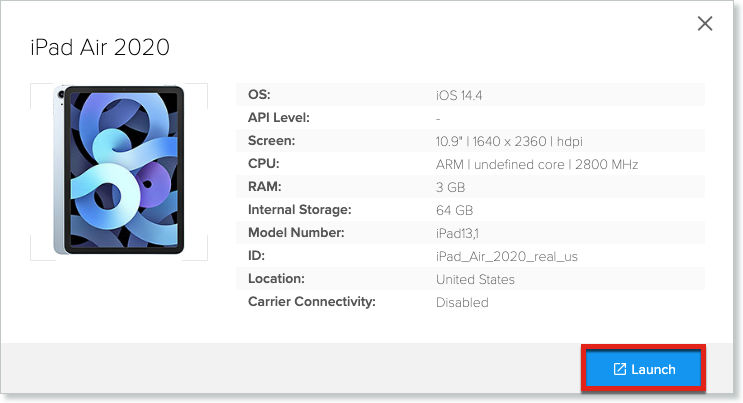 iPad Air 2020
OS: iOS 14.4
API Level: -
Screen: 10.9" | 1640 x 2360 | hdpi
CPU: ARM | undefined core | 2800 MHz
RAM: 3 GB
Internal Storage: 64 GB
Model Number: iPad13,1
ID: iPad_Air_2020_real_us
Location: United States
Carrier Connectivity: Disabled
Launch